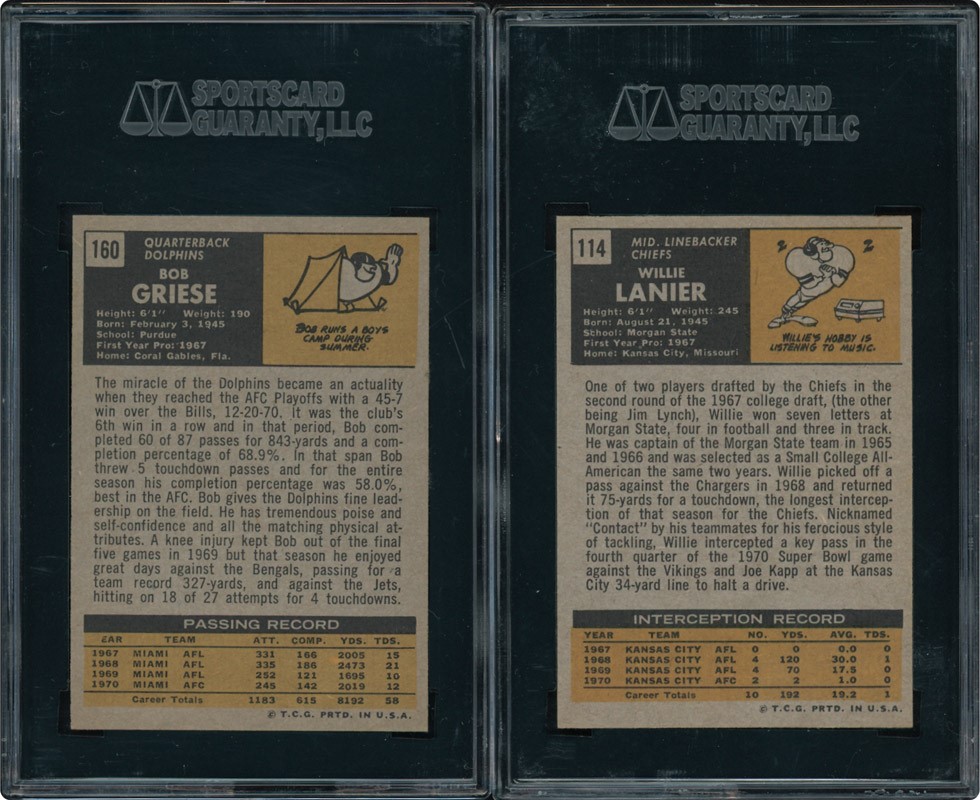 SPORTSCARD
GUARANTY, LLC
160
QUARTERBACK
DOLPHINS
BOB
GRIESE
Height: 6'1" Weight: 190
Born: February 3, 1945
School: Purdue
First Year Pro: 1967
Home: Coral Gables, Fla.
BOB RUNS A BOYS
CAMP DURING
SUMMER.
The miracle of the Dolphins became an actuality
when they reached the AFC Playoffs with a 45-7
win over the Bills, 12-20-70. It was the club's
6th win in a row and in that period, Bob com-
pleted 60 of 87 passes for 843-yards and a com-
pletion percentage of 68.9%. In that span Bob
threw 5 touchdown passes and for the entire
season his completion percentage was 58.0%,
best in the AFC. Bob gives the Dolphins fine lead-
ership on the field. He has tremendous poise and
self-confidence and all the matching physical at-
tributes. A knee injury kept Bob out of the final
five games in 1969 but that season he enjoyed
great days against the Bengals, passing for a
team record 327-yards, and against the Jets,
hitting on 18 of 27 attempts for 4 touchdowns.
PASSING RECORD
EAR TEAM ATT. COMP. YDS. TDS.
1967 MIAMI AFL 331 166 2005 15
1968 MIAMI AFL 335 186 2473 21
1969 MIAMI AFL 252 121 1695 10
1970 MIAMI AFC 245 142 2019 12
Career Totals 1183 615 8192 58
© T.C.G. PRTD. IN U.S.A.
SPORTSCARD
GUARANTY, LLC
114
MID. LINEBACKER
CHIEFS
WILLIE
LANIER
Height: 6'1" Weight: 245
Born: August 21, 1945
School: Morgan State
First Year Pro: 1967
Home: Kansas City, Missouri
WILLIE'S HOBBY IS
LISTENING TO MUSIC.
One of two players drafted by the Chiefs in the
second round of the 1967 college draft, (the other
being Jim Lynch), Willie won seven letters at
Morgan State, four in football and three in track.
He was captain of the Morgan State team in 1965
and 1966 and was selected as a Small College All-
American the same two years. Willie picked off a
pass against the Chargers in 1968 and returned
it 75-yards for a touchdown, the longest intercep-
tion of that season for the Chiefs. Nicknamed
"Contact" by his teammates for his ferocious style
of tackling, Willie intercepted a key pass in the
fourth quarter of the 1970 Super Bowl game
against the Vikings and Joe Kapp at the Kansas
City 34-yard line to halt a drive.
INTERCEPTION RECORD
YEAR TEAM NO. YDS. AVG. TDS.
1967 KANSAS CITY AFL 0 0 0.0 0
1968 KANSAS CITY AFL 4 120 30.0 1
1969 KANSAS CITY AFL 4 70 17.5 0
1970 KANSAS CITY AFC 2 2 1.0 0
Career Totals 10 192 19.2 1
© T.C.G. PRTD. IN U.S.A.